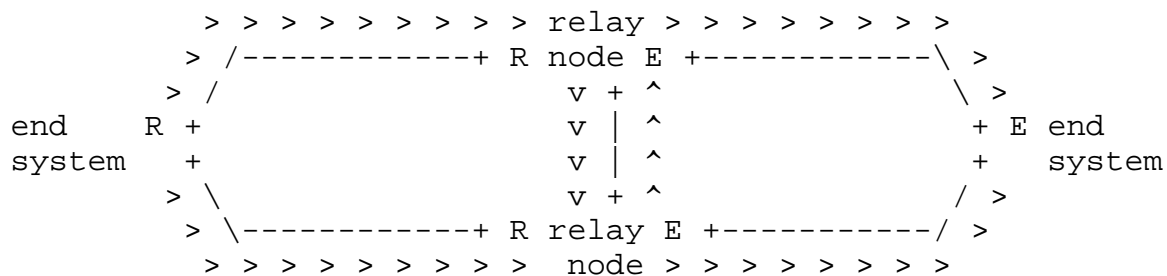 > > > > > > > > > relay > > > > > > > >
> /------------+ R node E +------------\ >
> / v + ^ \ >
end R + v | ^ + E end
system + v | ^ + system
> \ v + ^ / >
> \------------+ R relay E +-----------/ >
> > > > > > > > > node > > > > > > > >